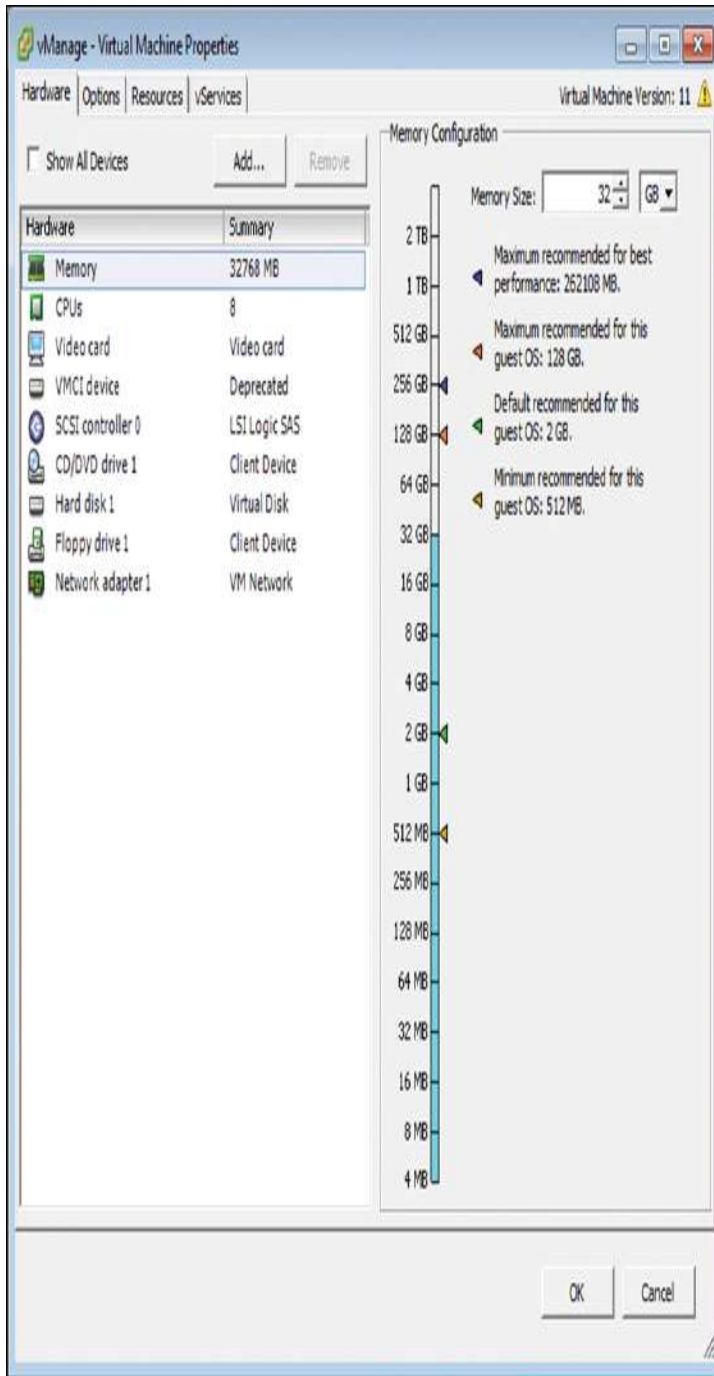 vManage - Virtual Machine Properties
Hardware Options Resources vServices
Virtual Machine Version: 11
Show All Devices
Add...
Remove
Hardware Summary
Memory 32768 MB
CPUs 8
Video card Video card
VMCI device Deprecated
SCSI controller 0 LSI Logic SAS
CD/DVD drive 1 Client Device
Hard disk 1 Virtual Disk
Floppy drive 1 Client Device
Network adapter 1 VM Network
Memory Configuration
Memory Size: 32 GB
2 TB
1 TB
512 GB
256 GB
128 GB
64 GB
32 GB
16 GB
8 GB
4 GB
2 GB
1 GB
512 MB
256 MB
128 MB
64 MB
32 MB
16 MB
8 MB
4 MB
Maximum recommended for best
performance: 262108 MB.
Maximum recommended for this
guest OS: 128 GB.
Default recommended for this
guest OS: 2 GB.
Minimum recommended for this
guest OS: 512 MB.
OK
Cancel